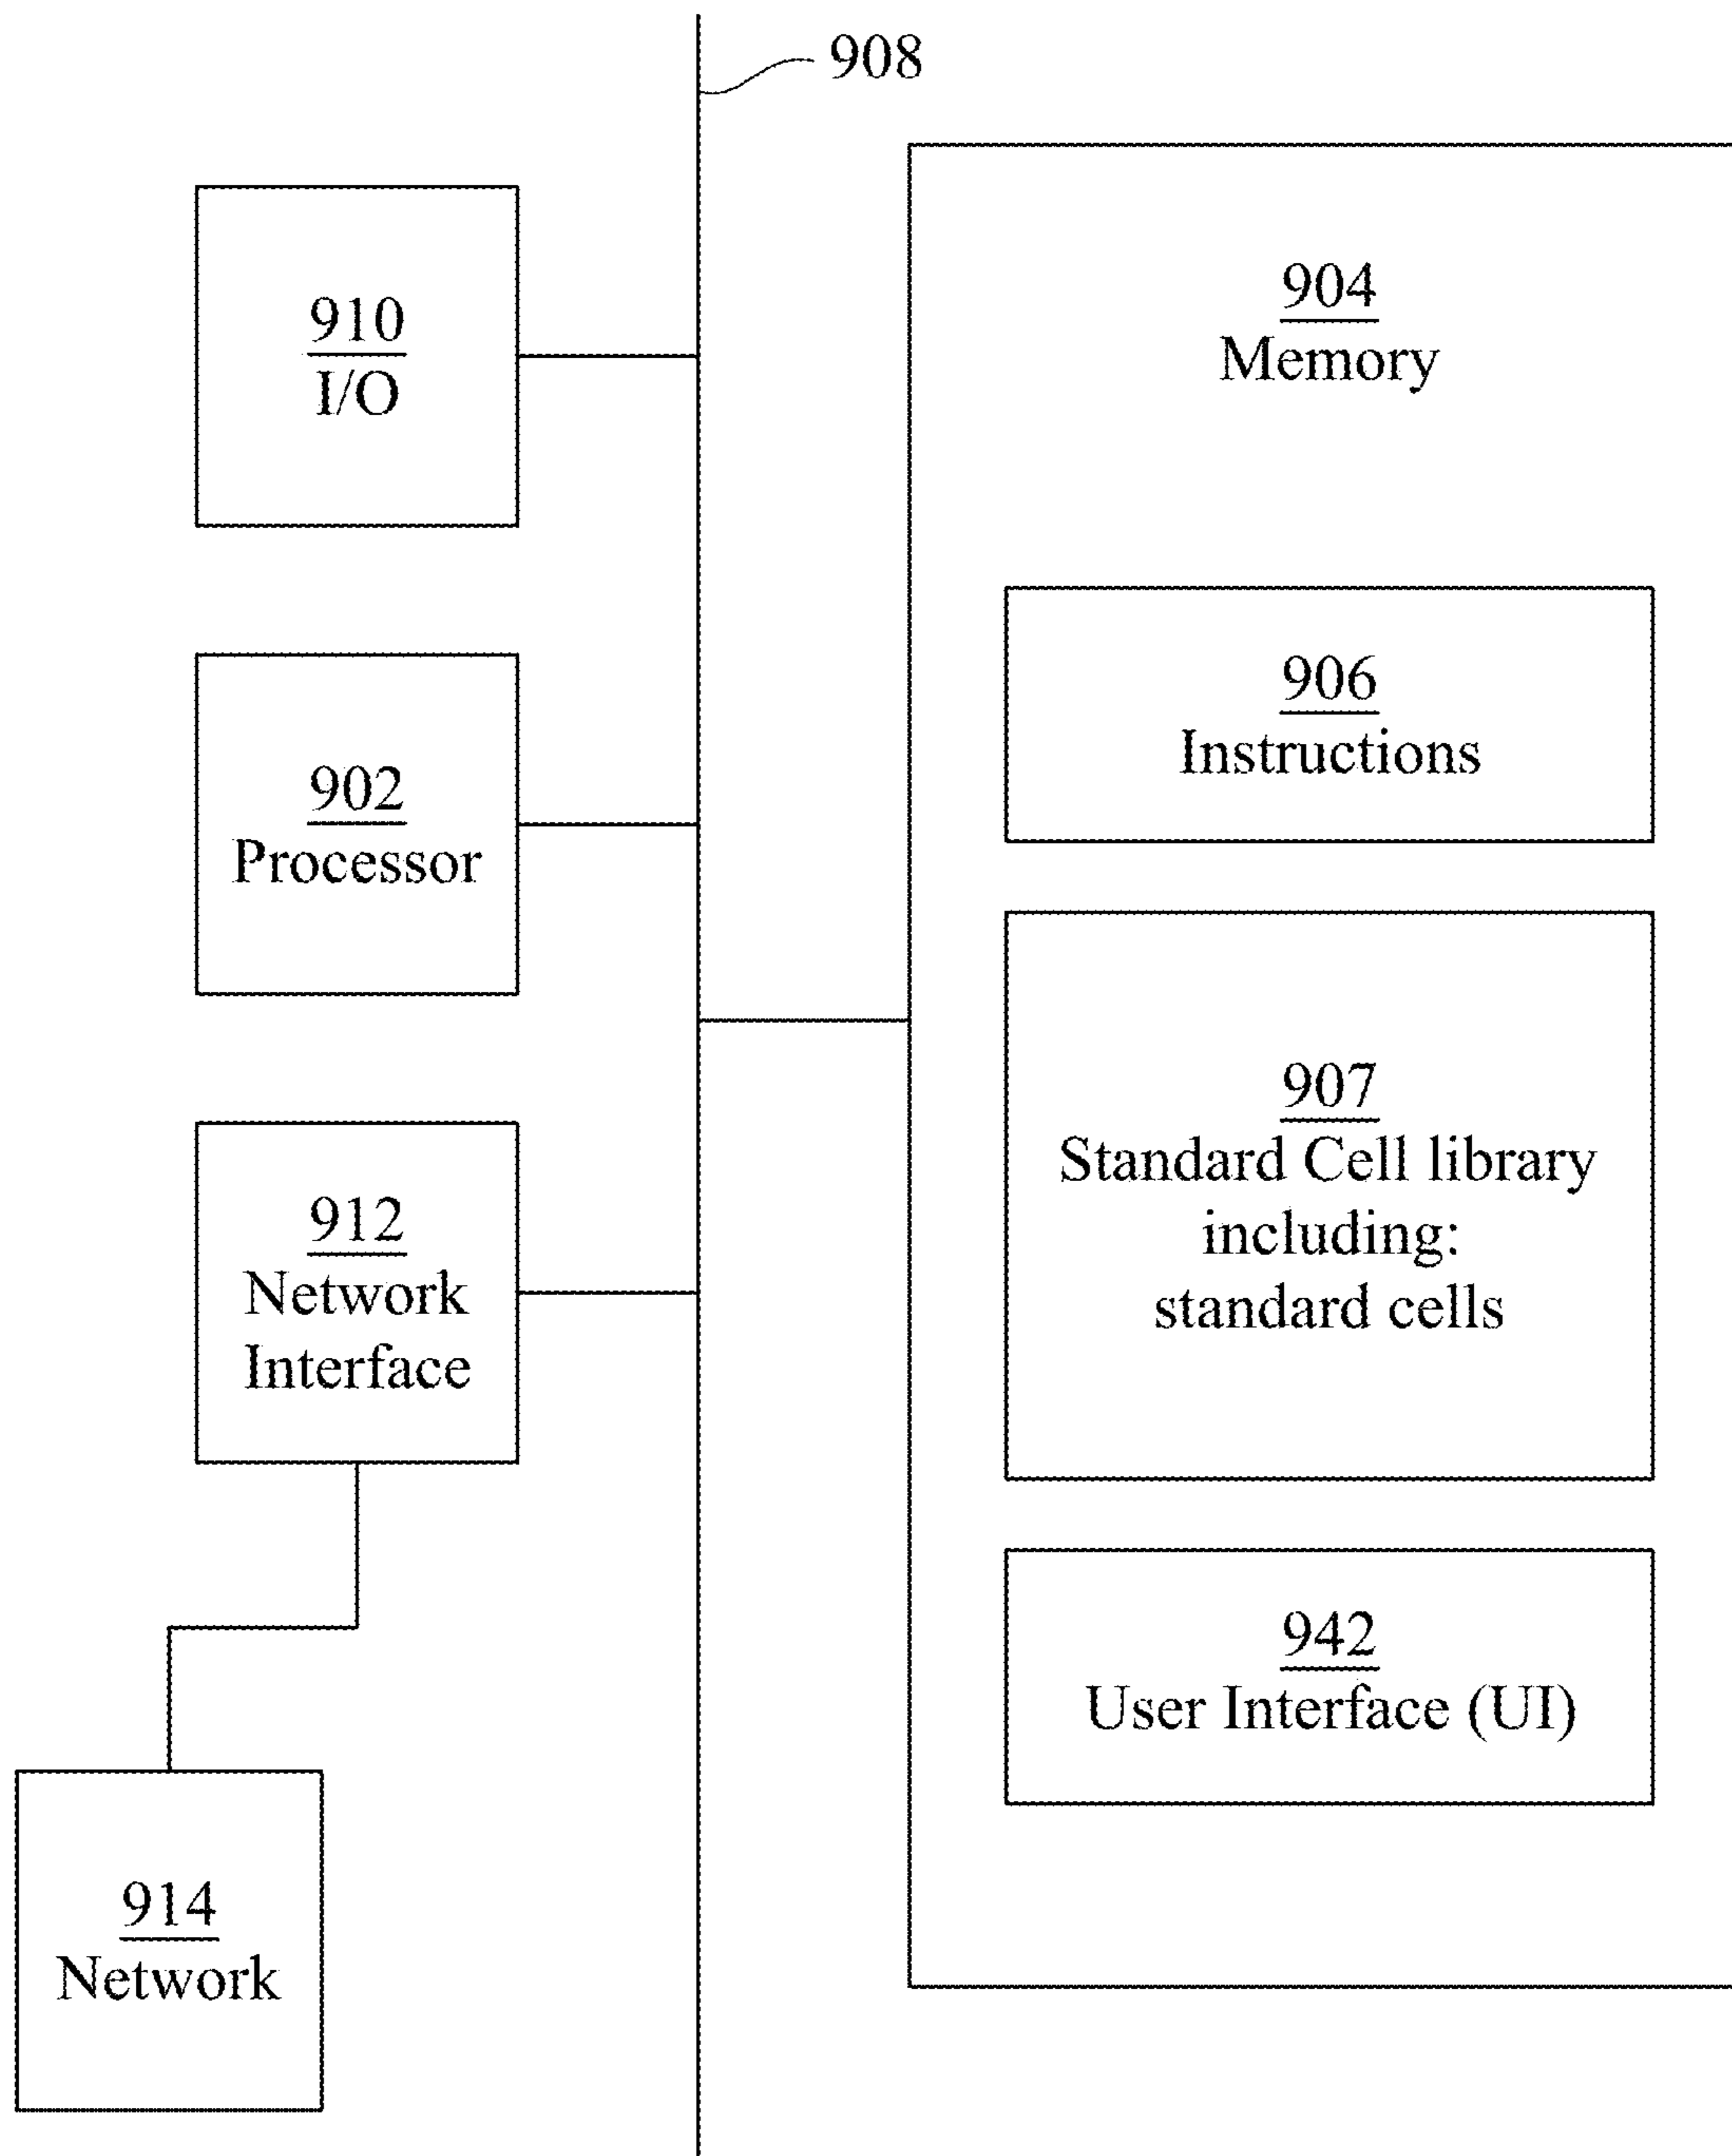 908
910
I/O
902
Processor
912
Network
Interface
914
Network
904
Memory
906
Instructions
907
Standard Cell library
including:
standard cells
942
User Interface (UI)